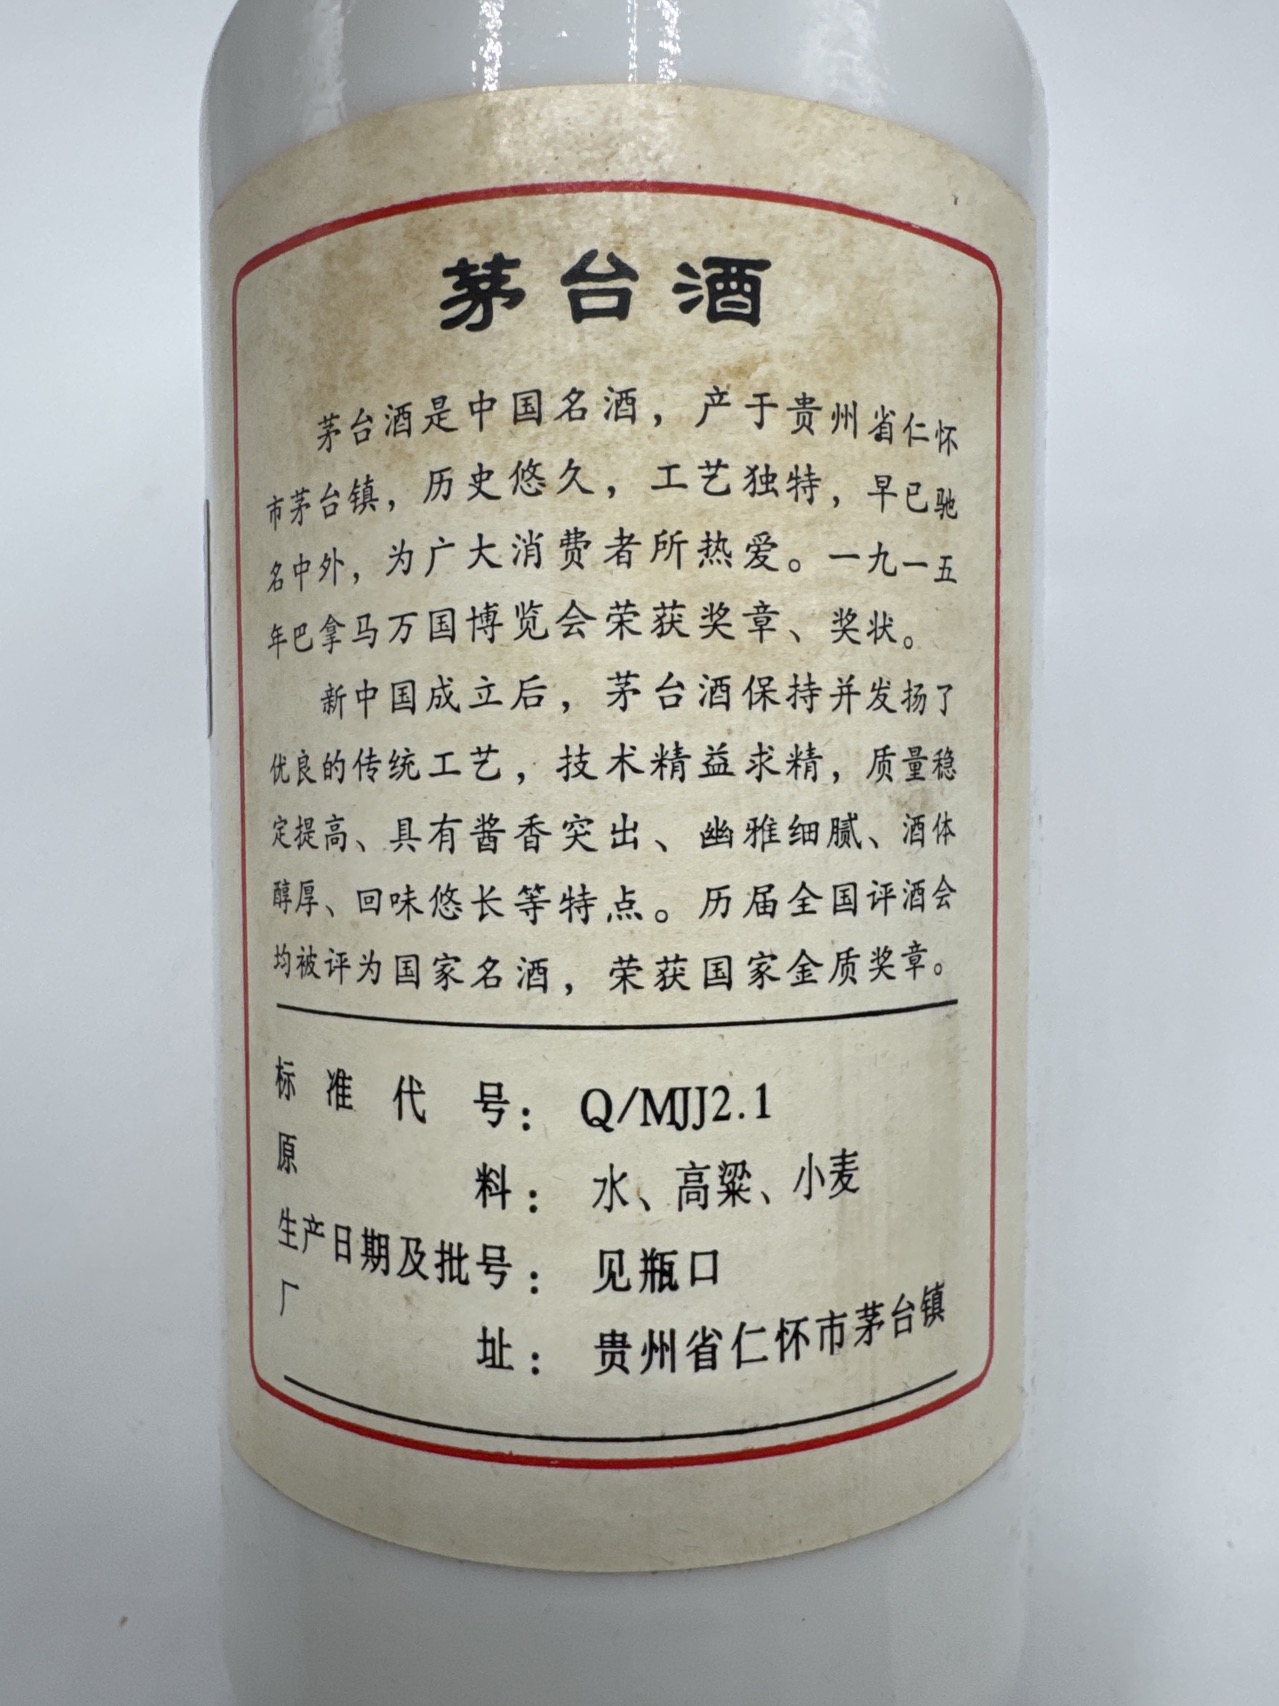 茅台酒
茅台酒是中国名酒，产于贵州省仁怀
市茅台镇，历史悠久，工艺独特，早已驰
名中外，为广大消费者所热爱。一九一五
年巴拿马万国博览会荣获奖章、奖状。
新中国成立后，茅台酒保持并发扬了
优良的传统工艺，技术精益求精，质量稳
定提高、具有酱香突出、幽雅细腻、酒体
醇厚、回味悠长等特点。历届全国评酒会
均被评为国家名酒，荣获国家金质奖章。
标准代号：Q/MJJ2.1
原料：水、高粱、小麦
生产日期及批号：见瓶口
厂址：贵州省仁怀市茅台镇